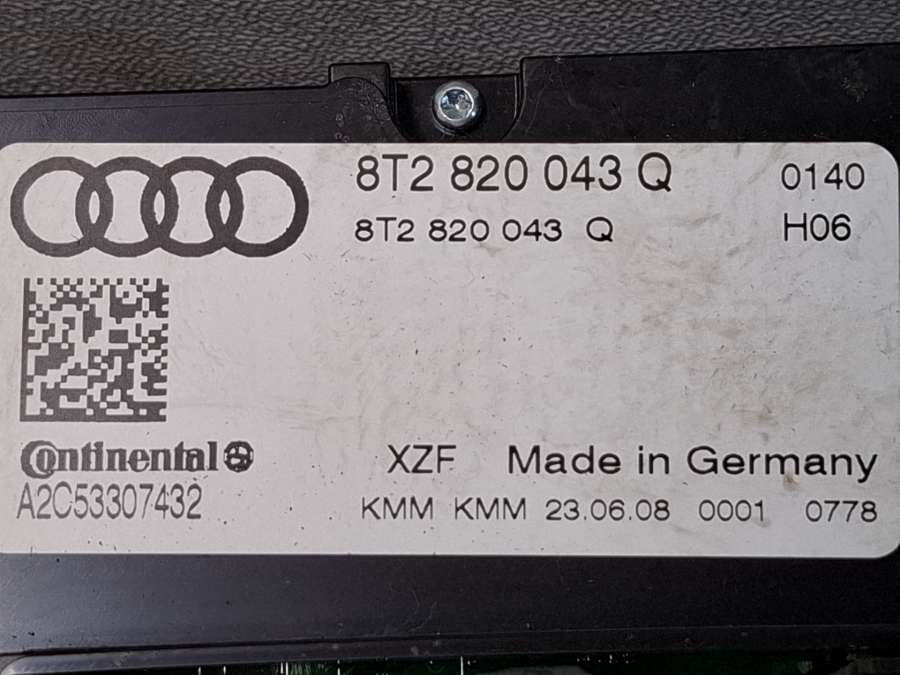 8T2 820 043 Q 0140
8T2 820 043 Q H06
Continental
XZF Made in Germany
A2C53307432
KMM KMM 23.06.08 0001 0778